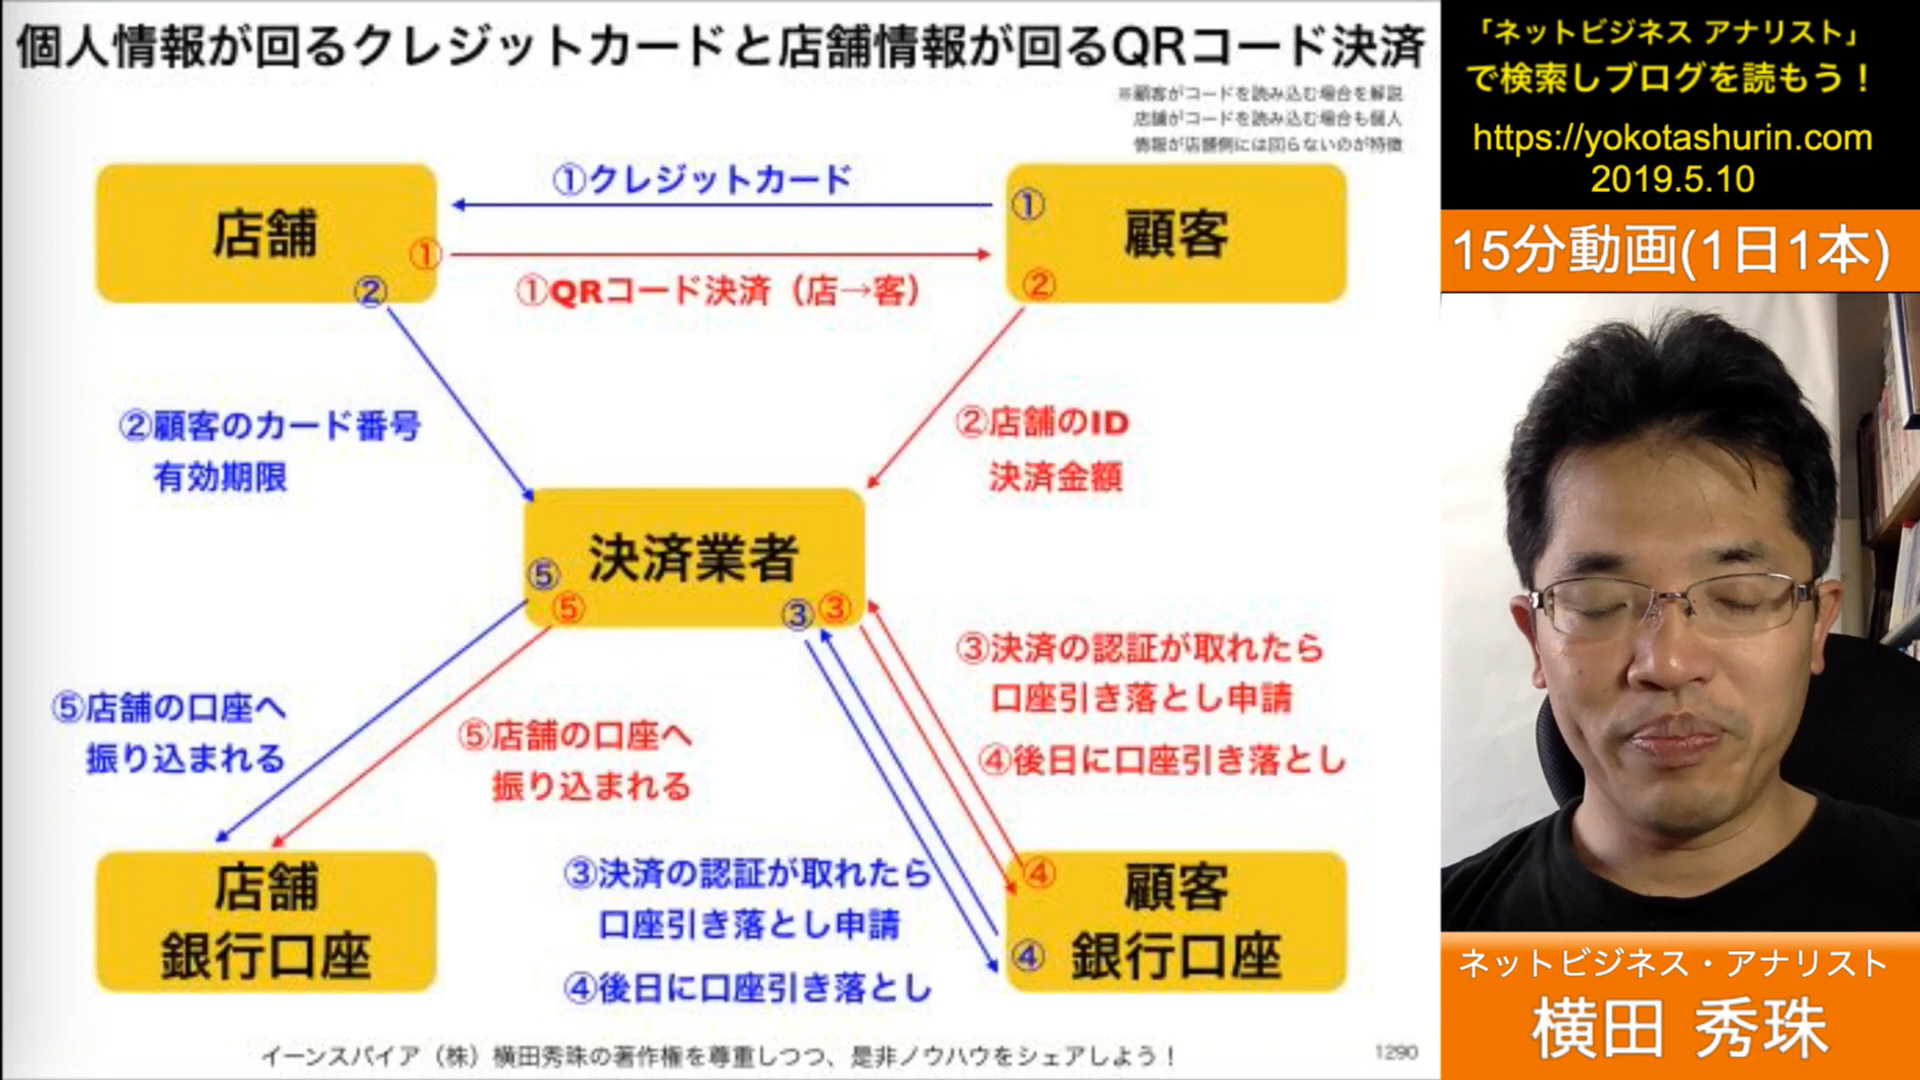 個人情報が回るクレジットカードと店舗情報が回るQRコード決済
※顧客がコードを読み込む場合を解説
店舗がコードを読み込む場合も個人
情報が店舗側には回らないのが特徴
店舗
①
②
①クレジットカード
①QRコード決済（店→客）
①
顧客
②
②顧客のカード番号
有効期限
②店舗のID
決済金額
決済業者
⑤
⑤
③
③
③決済の認証が取れたら
口座引き落とし申請
④後日に口座引き落とし
⑤店舗の口座へ
振り込まれる
⑤店舗の口座へ
振り込まれる
③決済の認証が取れたら
口座引き落とし申請
④後日に口座引き落とし
店舗
銀行口座
④
④
顧客
銀行口座
イーンスパイア（株）横田秀珠の著作権を尊重しつつ、是非ノウハウをシェアしよう！
1290
「ネットビジネス アナリスト」
で検索しブログを読もう！
https://yokotashurin.com
2019.5.10
15分動画(1日1本)
ネットビジネス・アナリスト
横田 秀珠